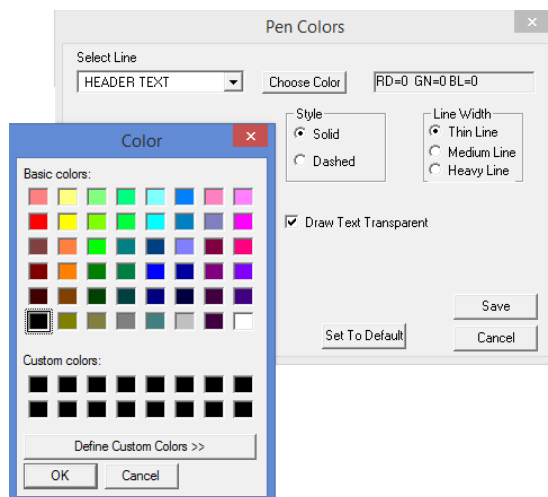 Pen Colors
Select Line
HEADER TEXT
Choose Color
RD=0 GN=0 BL=0
Style
Solid
Dashed
Line Width
Thin Line
Medium Line
Heavy Line
Draw Text Transparent
Save
Set To Default
Cancel
Color
Basic colors:
Custom colors:
Define Custom Colors >>
OK
Cancel